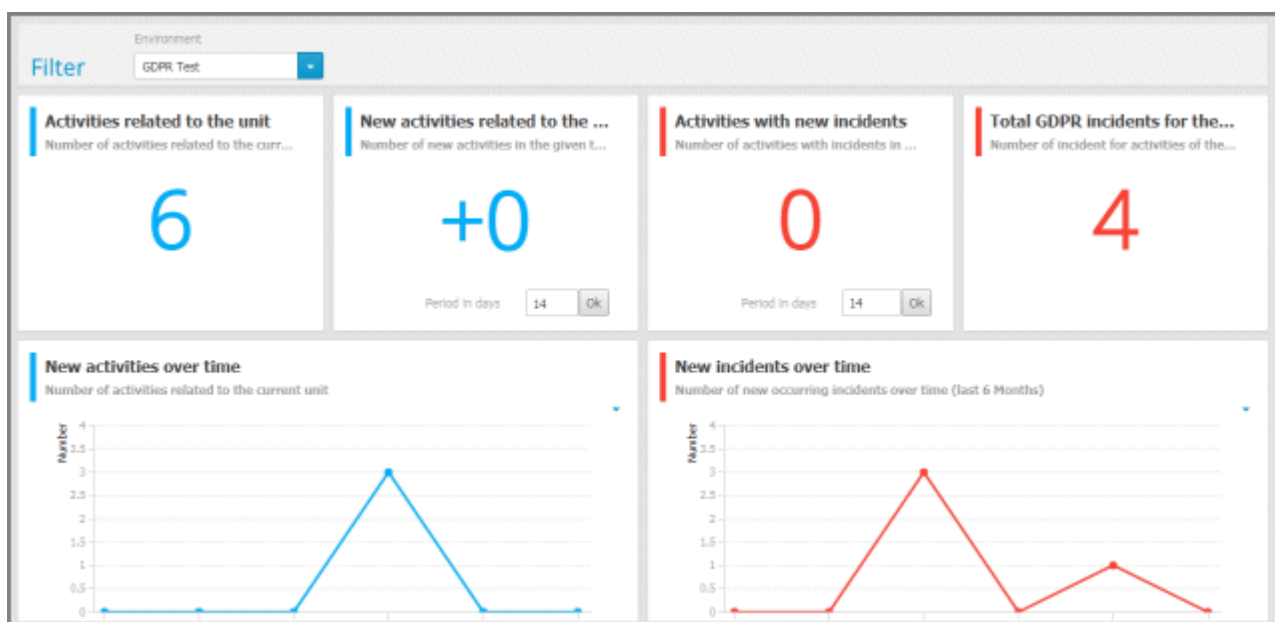 Environment
Filter
GDPR Test
Activities related to the unit
Number of activities related to the curr...
6
New activities related to the ...
Number of new activities in the given t...
+0
Period in days 14 Ok
Activities with new incidents
Number of activities with incidents in ...
0
Period in days 14 Ok
Total GDPR incidents for the...
Number of incident for activities of the...
4
New activities over time
Number of activities related to the current unit
Number
4
3.5
3
2.5
2
1.5
1
0.5
0
New incidents over time
Number of new occurring incidents over time (last 6 Months)
Number
4
3.5
3
2.5
2
1.5
1
0.5
0